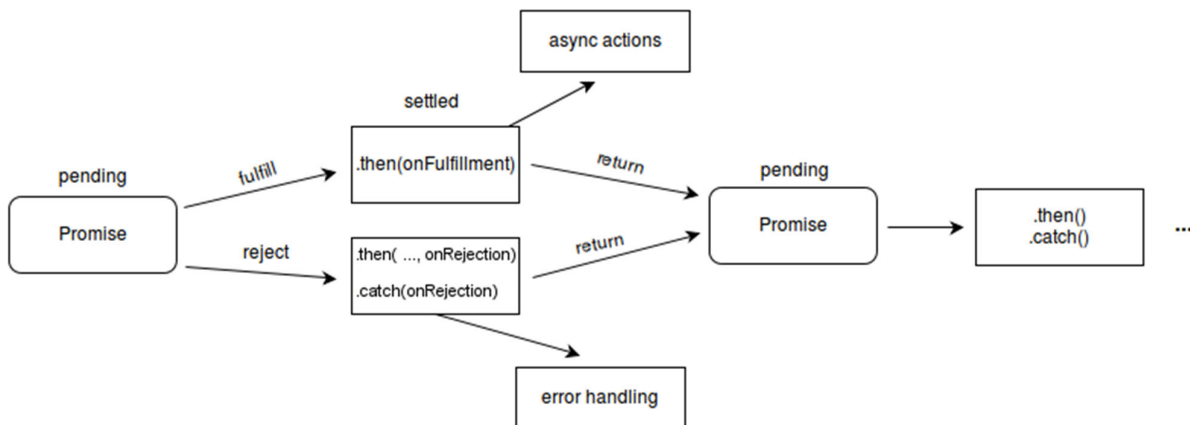 async actions
settled
.then(onFulfillment)
pending
Promise
fulfill
reject
.then( ..., onRejection)
.catch(onRejection)
return
return
pending
Promise
.then()
.catch()
...
error handling